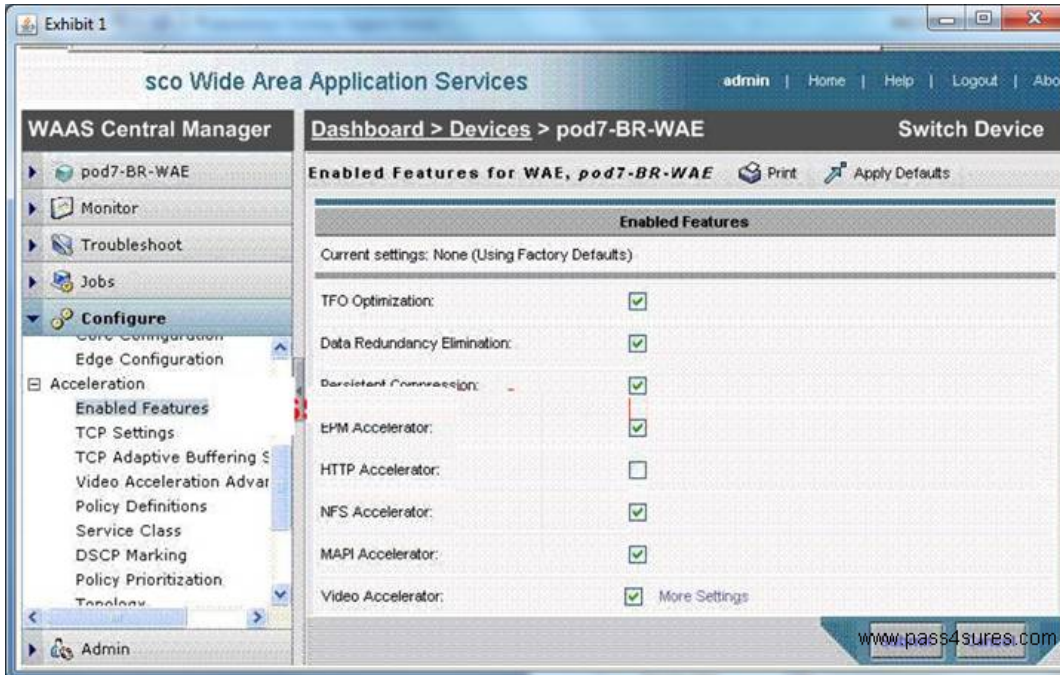 Exhibit 1
sco Wide Area Application Services
admin | Home | Help | Logout | Abo
WAAS Central Manager
Dashboard > Devices > pod7-BR-WAE
Switch Device
pod7-BR-WAE
Monitor
Troubleshoot
Jobs
Configure
Core Configuration
Edge Configuration
Acceleration
Enabled Features
TCP Settings
TCP Adaptive Buffering S
Video Acceleration Advan
Policy Definitions
Service Class
DSCP Marking
Policy Prioritization
Topology
Admin
Enabled Features for WAE, pod7-BR-WAE
Print
Apply Defaults
Enabled Features
Current settings: None (Using Factory Defaults)
TFO Optimization:
Data Redundancy Elimination:
Persistent Compression:
EPM Accelerator:
HTTP Accelerator:
NFS Accelerator:
MAPI Accelerator:
Video Accelerator:
More Settings
www.pass4sures.com